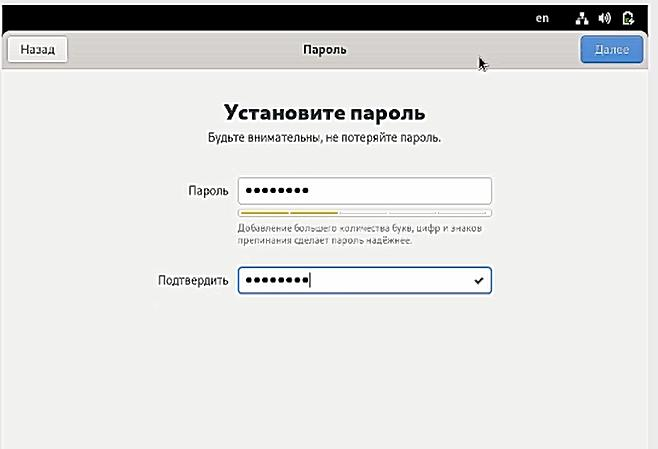 en
Назад
Пароль
Далее
Установите пароль
Будьте внимательны, не потеряйте пароль.
Пароль
Добавление большего количества букв, цифр и знаков
препинания сделает пароль надёжнее.
Подтвердить